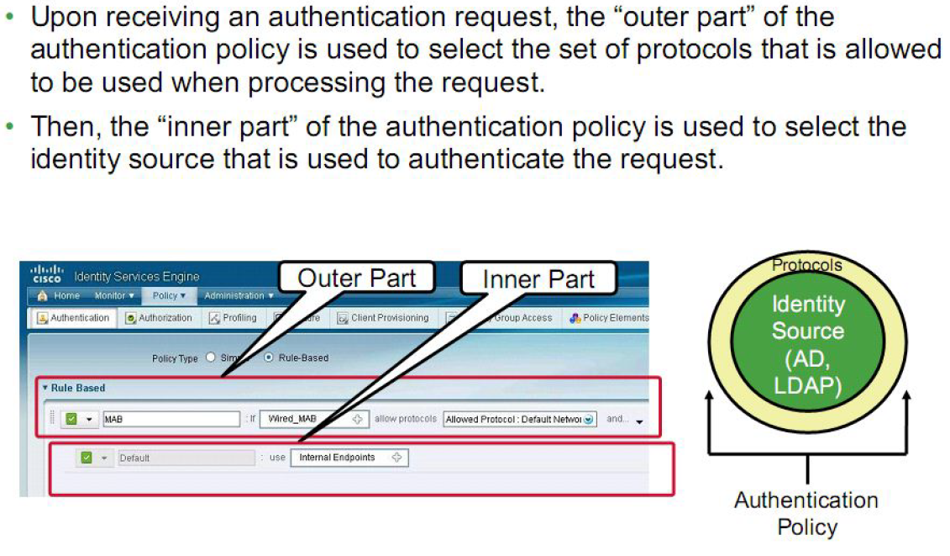 • Upon receiving an authentication request, the “outer part” of the
authentication policy is used to select the set of protocols that is allowed
to be used when processing the request.
• Then, the “inner part” of the authentication policy is used to select the
identity source that is used to authenticate the request.
CISCO Identity Services Engine
Outer Part
Inner Part
Home Monitor Policy Administration
Authentication Authorization Profiling Client Provisioning Group Access Policy Elements
Policy Type Rule-Based
Rule Based
MAB : If Wired_MAB allow protocols Allowed Protocol : Default Networ and...
Default : use Internal Endpoints
Protocols
Identity
Source
(AD,
LDAP)
Authentication
Policy